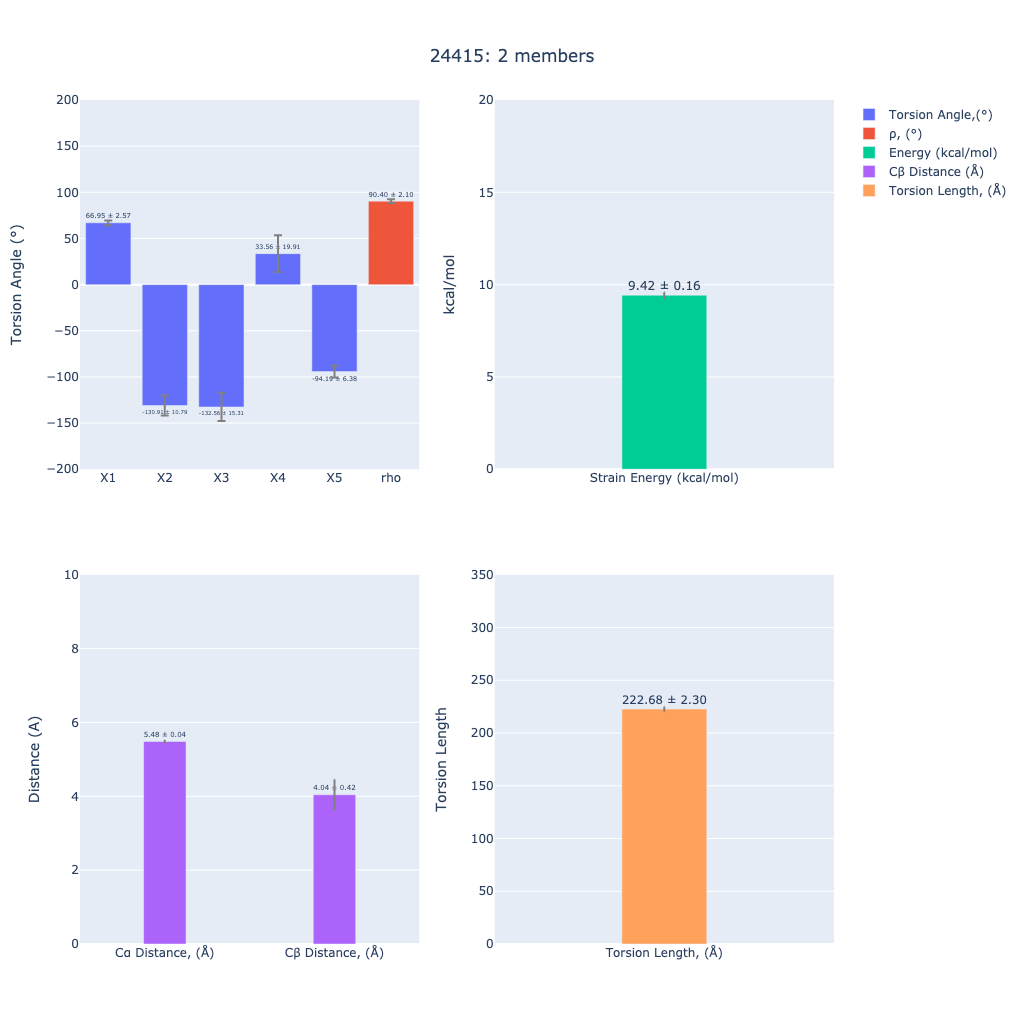 24415: 2 members
Torsion Angle (°)
200
150
100
50
0
−50
−100
−150
−200
66.95 ± 2.57
-130.91 ± 10.79
-132.56 ± 15.31
33.56 ± 19.91
-94.19 ± 6.38
90.40 ± 2.10
X1 X2 X3 X4 X5 rho
kcal/mol
20
15
10
5
0
9.42 ± 0.16
Strain Energy (kcal/mol)
Torsion Angle,(°)
ρ, (°)
Energy (kcal/mol)
Cβ Distance (Å)
Torsion Length, (Å)
Distance (A)
10
8
6
4
2
0
5.48 ± 0.04
4.04 ± 0.42
Cα Distance, (Å) Cβ Distance, (Å)
Torsion Length
350
300
250
200
150
100
50
0
222.68 ± 2.30
Torsion Length, (Å)